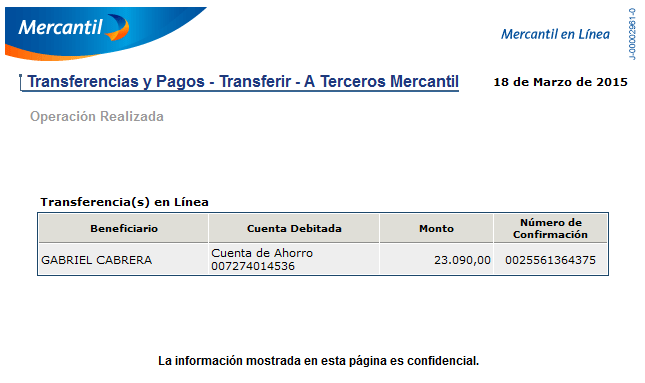 Mercantil
Mercantil en Línea
J-00002961-0
Transferencias y Pagos - Transferir - A Terceros Mercantil
18 de Marzo de 2015
Operación Realizada
Transferencia(s) en Línea
Beneficiario Cuenta Debitada Monto Número de Confirmación
GABRIEL CABRERA Cuenta de Ahorro 007274014536 23.090,00 0025561364375
La información mostrada en esta página es confidencial.